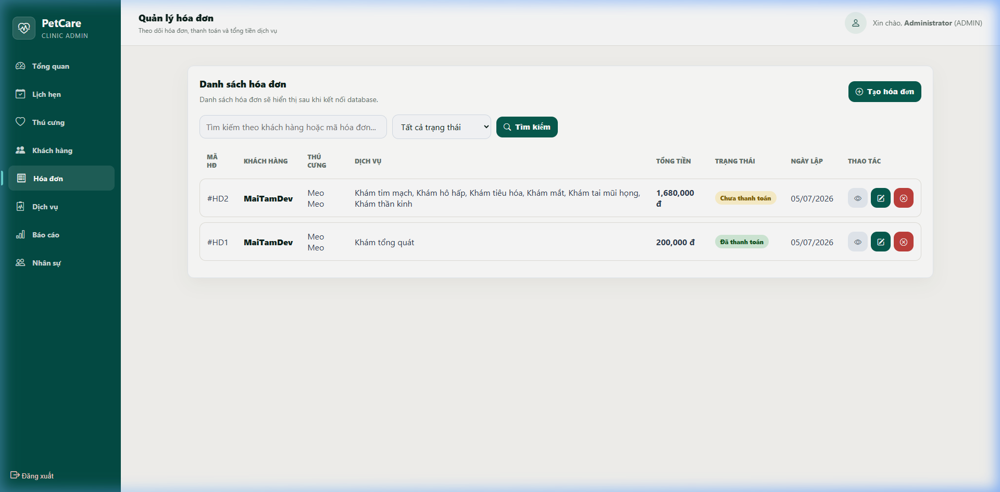 PetCare
CLINIC ADMIN
Tổng quan
Lịch hẹn
Thú cưng
Khách hàng
Hóa đơn
Dịch vụ
Báo cáo
Nhân sự
Đăng xuất
Quản lý hóa đơn
Theo dõi hóa đơn, thanh toán và tổng tiền dịch vụ
Xin chào, Administrator (ADMIN)
Danh sách hóa đơn
Danh sách hóa đơn sẽ hiển thị sau khi kết nối database.
Tạo hóa đơn
Tìm kiếm theo khách hàng hoặc mã hóa đơn...
Tất cả trạng thái
Tìm kiếm
MÃ HĐ KHÁCH HÀNG THÚ CƯNG DỊCH VỤ TỔNG TIỀN TRẠNG THÁI NGÀY LẬP THAO TÁC
#HD2 MaiTamDev Meo Meo Khám tim mạch, Khám hô hấp, Khám tiêu hóa, Khám mắt, Khám tai mũi họng, Khám thần kinh 1,680,000 đ Chưa thanh toán 05/07/2026
#HD1 MaiTamDev Meo Meo Khám tổng quát 200,000 đ Đã thanh toán 05/07/2026